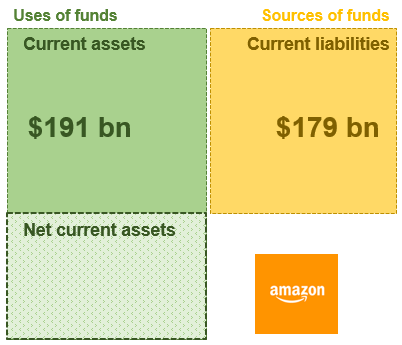 Uses of funds
Sources of funds
Current assets
Current liabilities
$191 bn
$179 bn
Net current assets
amazon